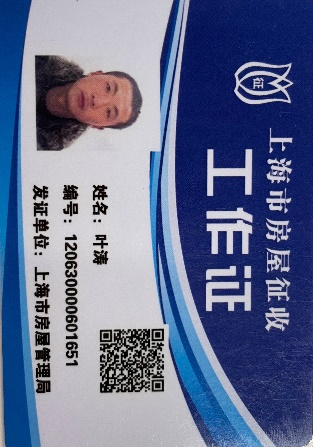 征
上海市房屋征收
工作证
姓名：叶涛
编号：12063000601651
发证单位：上海市房屋管理局